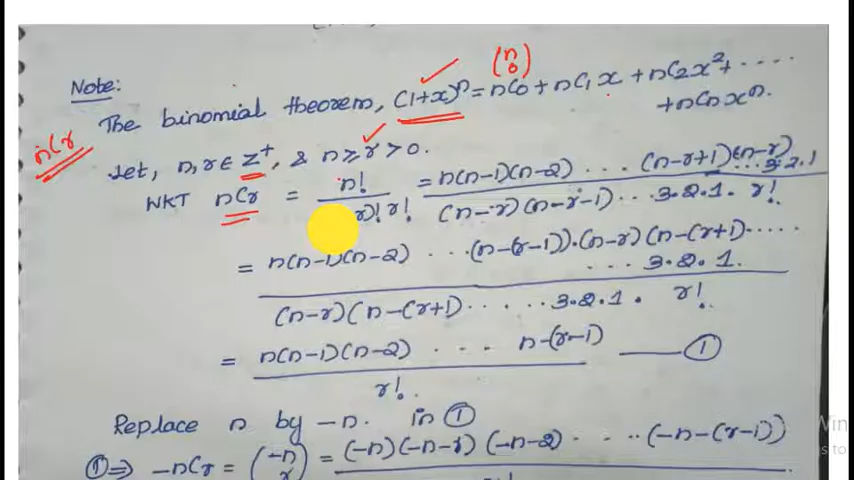 Note:
The binomial theorem, (1+x)^n = nC0 + nC1 x + nC2 x^2 + ....
(n 0)
+ nCn x^n.
nCr
Let, n, r ∈ Z^+, & n ≥ r > 0.
WKT nCr = n! / r)! r! = n(n-1)(n-2) ... (n-r+1)(n-r) ...3.2.1 / (n-r)(n-r-1)...3.2.1. r!
= n(n-1)(n-2) ...(n-(r-1)).(n-r)(n-(r+1)..... ...3.2.1. / (n-r)(n-(r+1)......3.2.1. r!
= n(n-1)(n-2) .... n-(r-1) / r! —— ①
Replace n by -n. in ①
①⇒ -nCr = (-n r) = (-n)(-n-r)(-n-2) ....(-n-(r-1))